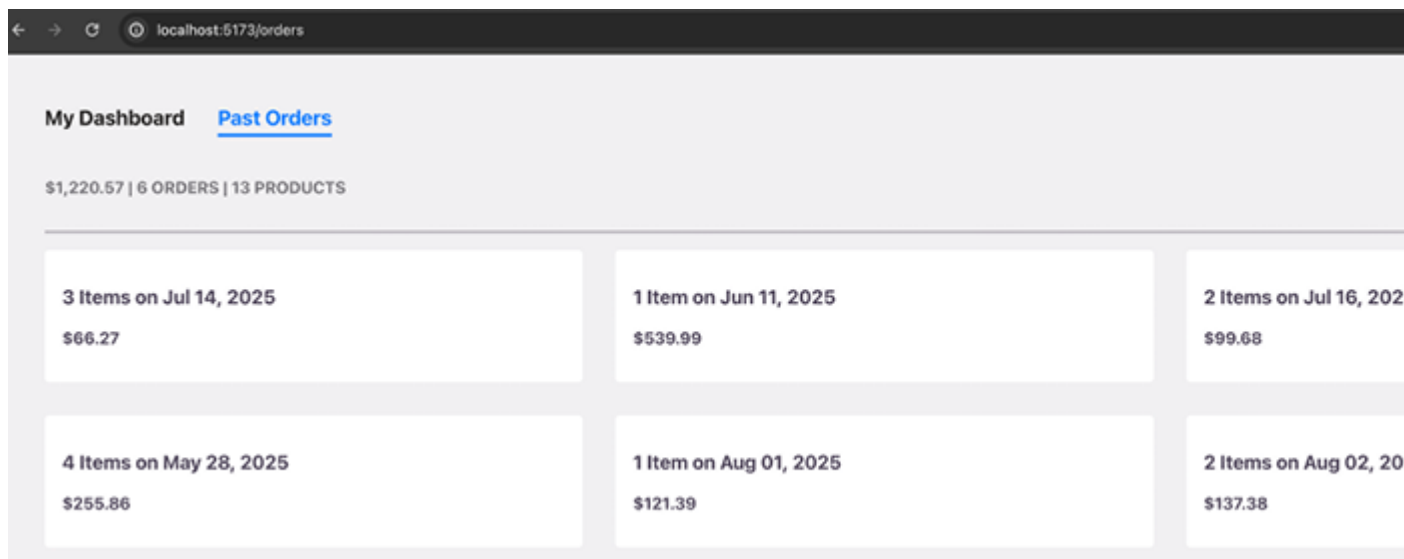 localhost:5173/orders
My Dashboard Past Orders
$1,220.57 | 6 ORDERS | 13 PRODUCTS
3 Items on Jul 14, 2025
$66.27
1 Item on Jun 11, 2025
$539.99
2 Items on Jul 16, 202
$99.68
4 Items on May 28, 2025
$255.86
1 Item on Aug 01, 2025
$121.39
2 Items on Aug 02, 20
$137.38